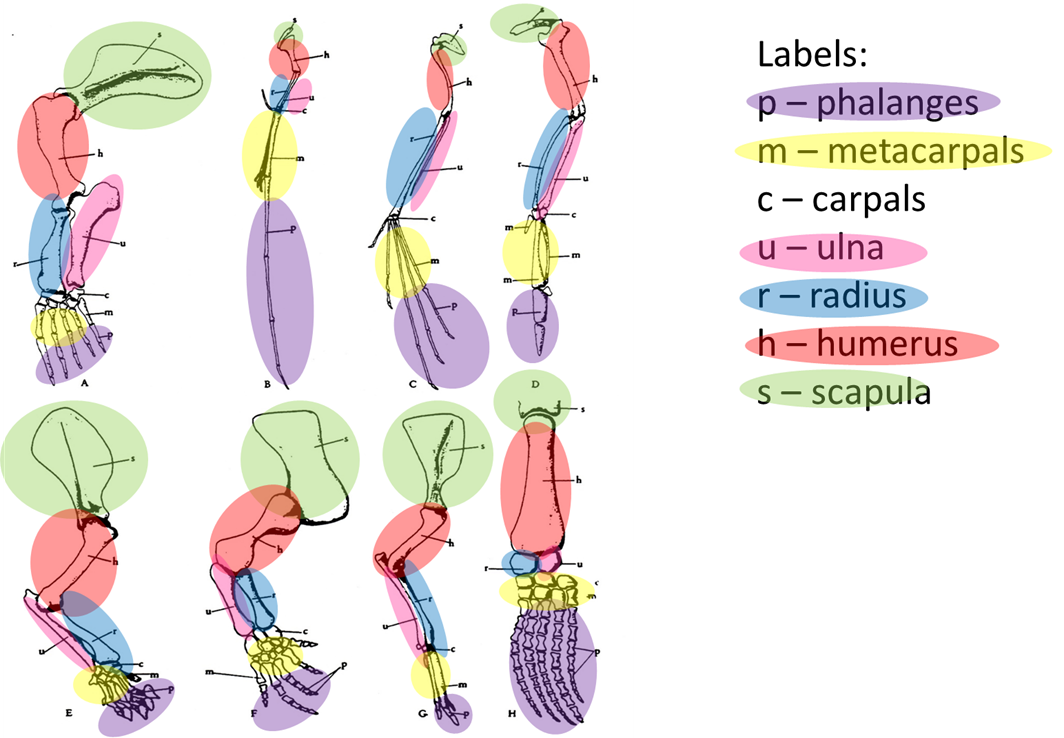 s
h
u
r
c
m
p
A
s
h
r
u
c
m
p
B
s
h
r
u
c
m
p
C
s
h
r
u
c
m
m
m
p
D
Labels:
p – phalanges
m – metacarpals
c – carpals
u – ulna
r – radius
h – humerus
s – scapula
s
h
r
u
c
m
p
E
s
h
r
u
c
p
m
F
s
h
r
u
c
m
p
G
s
h
u
r
c
m
p
H